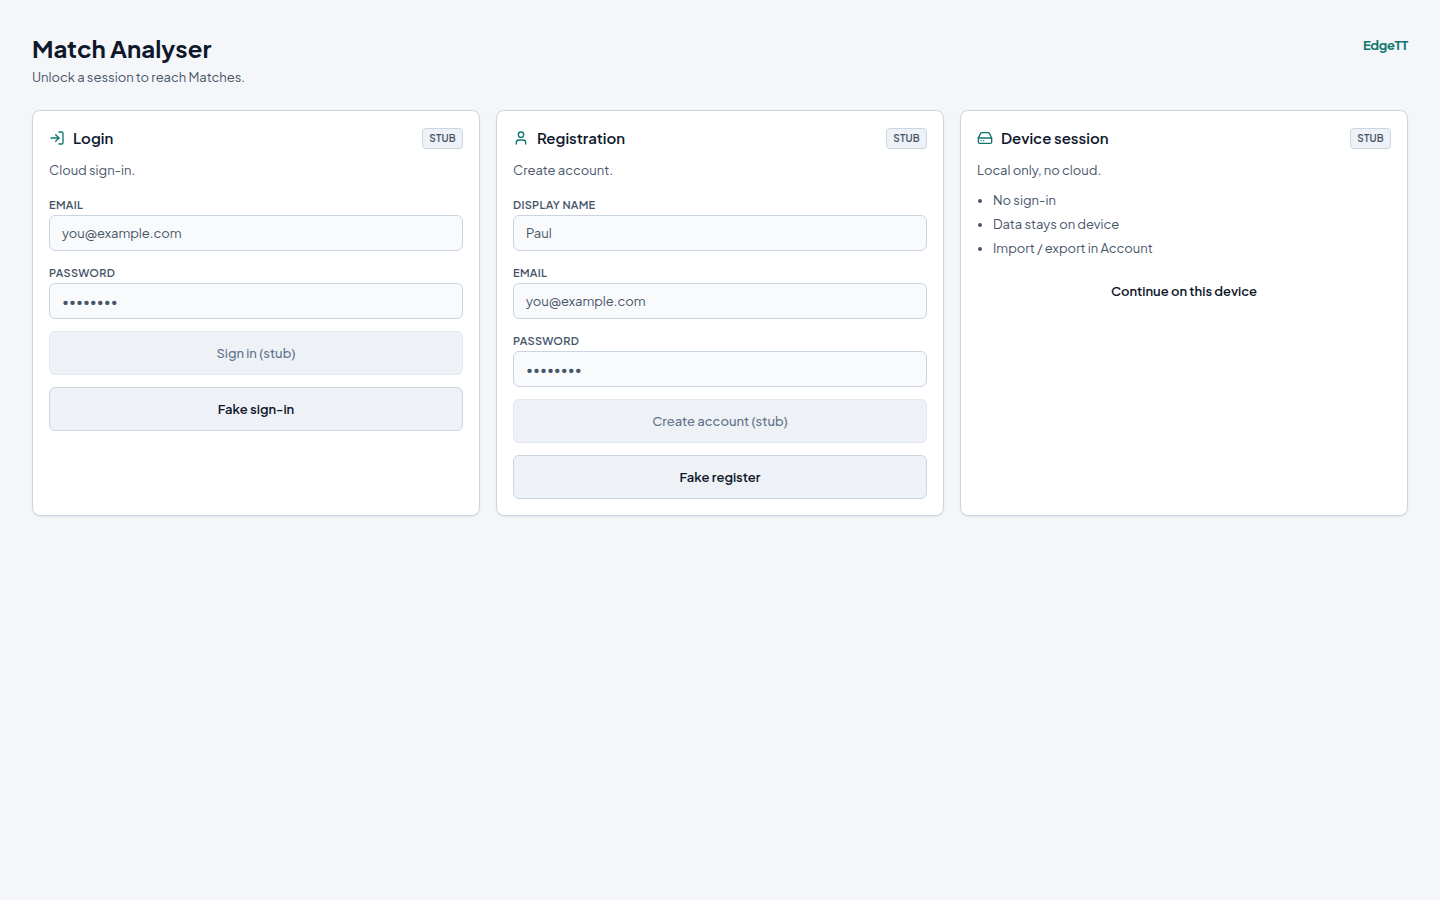 Match Analyser
EdgeTT
Unlock a session to reach Matches.
Login
STUB
Cloud sign-in.
EMAIL
you@example.com
PASSWORD
••••••••
Sign in (stub)
Fake sign-in
Registration
STUB
Create account.
DISPLAY NAME
Paul
EMAIL
you@example.com
PASSWORD
••••••••
Create account (stub)
Fake register
Device session
STUB
Local only, no cloud.
• No sign-in
• Data stays on device
• Import / export in Account
Continue on this device